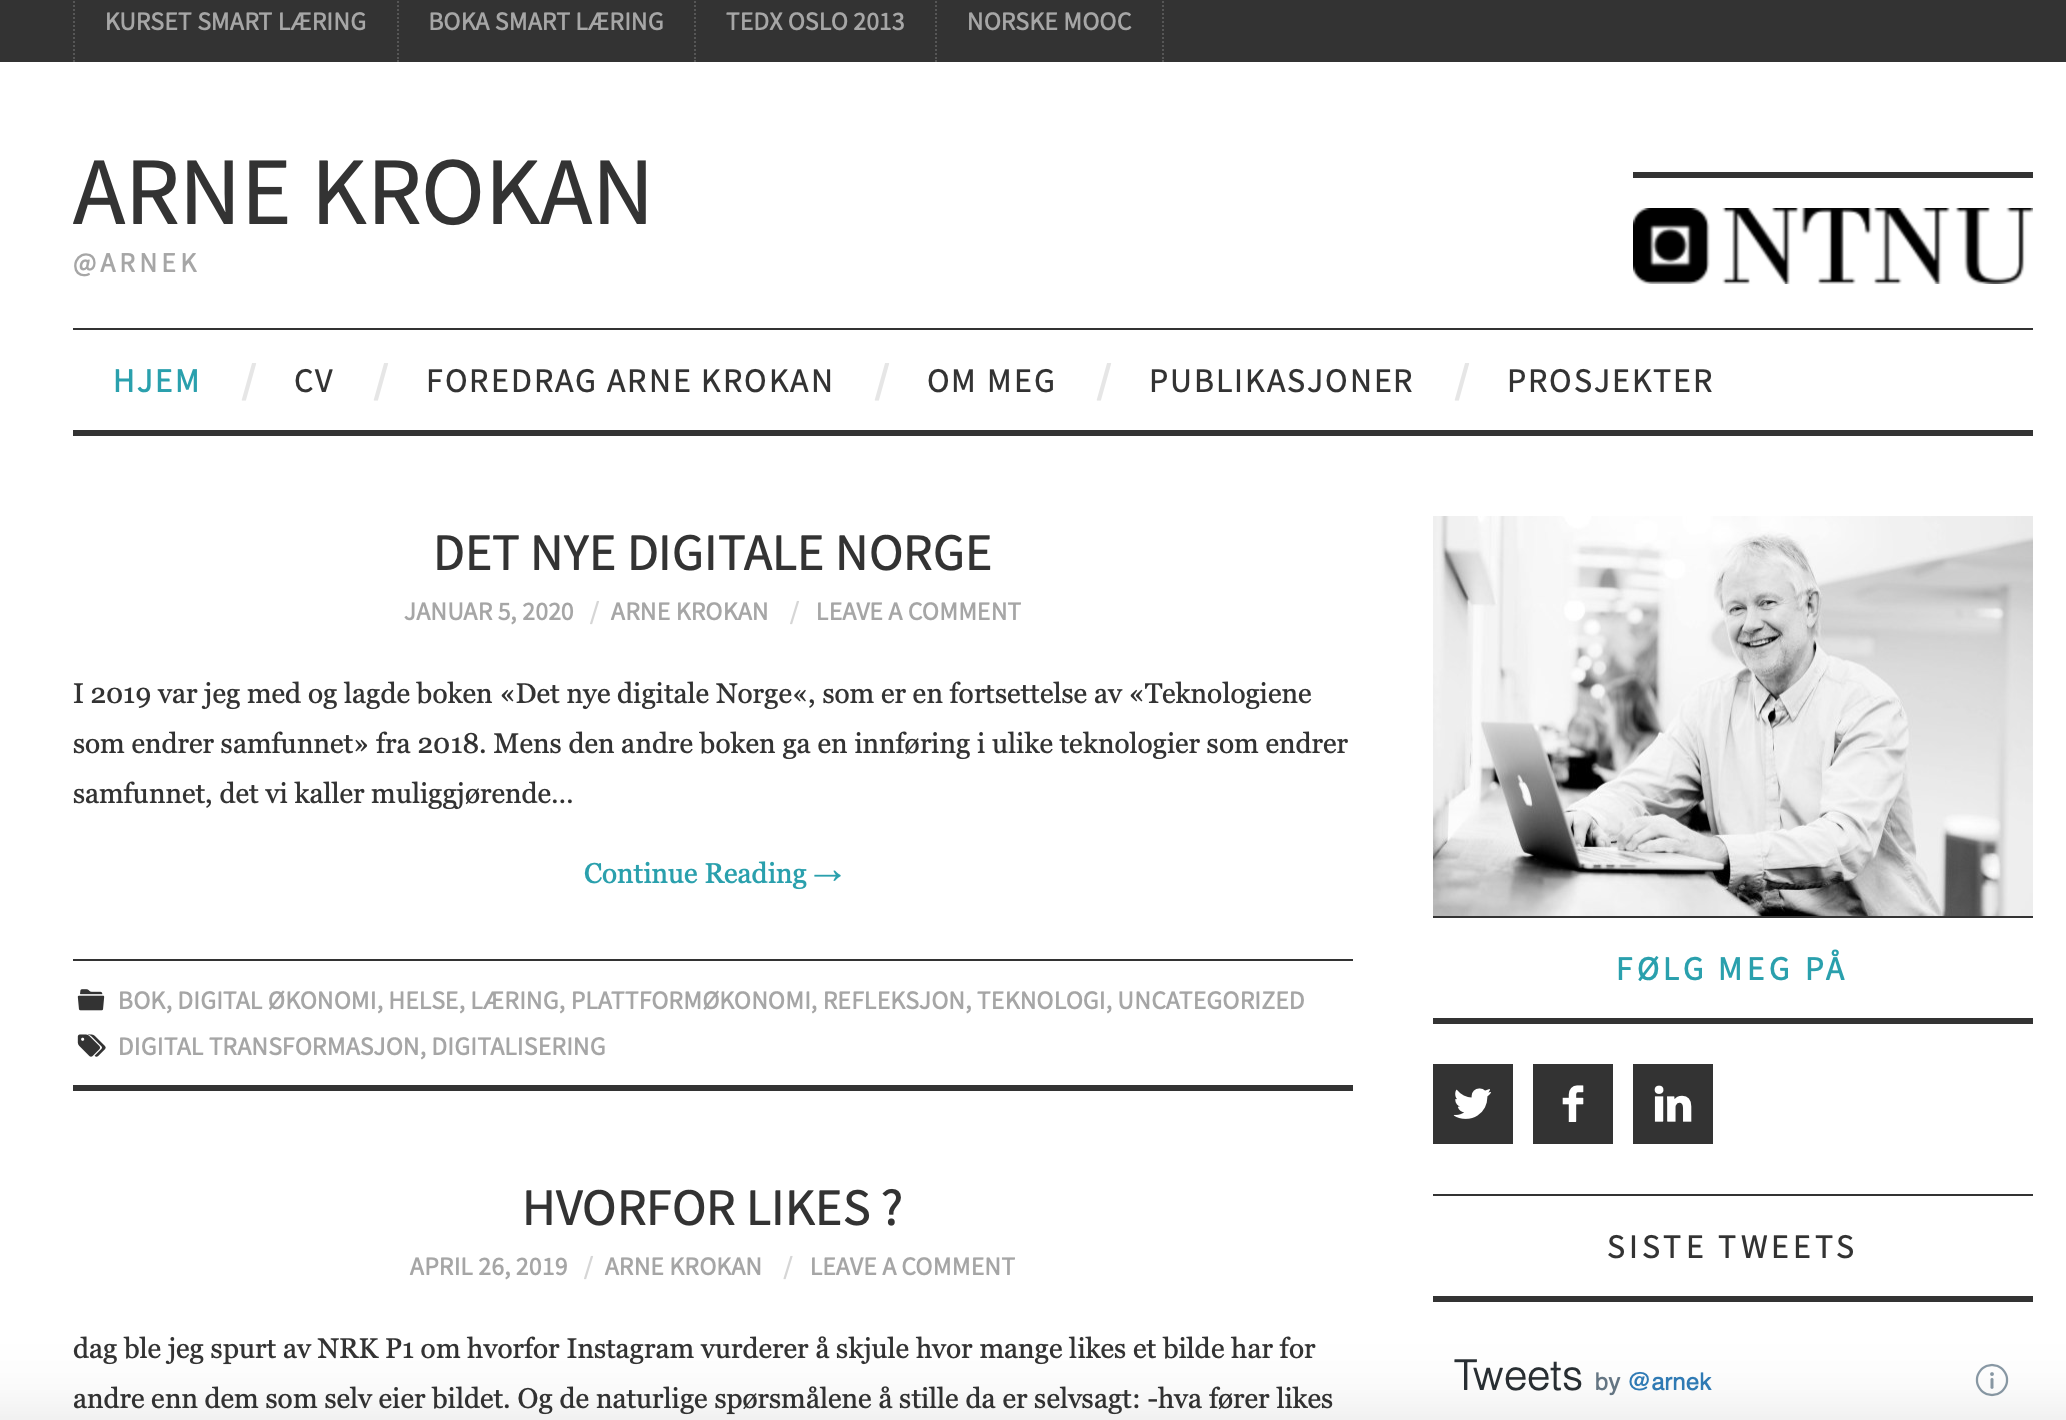 KURSET SMART LÆRING BOKA SMART LÆRING TEDX OSLO 2013 NORSKE MOOC
ARNE KROKAN
@ARNEK
NTNU
HJEM / CV / FOREDRAG ARNE KROKAN / OM MEG / PUBLIKASJONER / PROSJEKTER
DET NYE DIGITALE NORGE
JANUAR 5, 2020 / ARNE KROKAN / LEAVE A COMMENT
I 2019 var jeg med og lagde boken «Det nye digitale Norge«, som er en fortsettelse av «Teknologiene
som endrer samfunnet» fra 2018. Mens den andre boken ga en innføring i ulike teknologier som endrer
samfunnet, det vi kaller muliggjørende...
Continue Reading →
BOK, DIGITAL ØKONOMI, HELSE, LÆRING, PLATTFORMØKONOMI, REFLEKSJON, TEKNOLOGI, UNCATEGORIZED
DIGITAL TRANSFORMASJON, DIGITALISERING
HVORFOR LIKES ?
APRIL 26, 2019 / ARNE KROKAN / LEAVE A COMMENT
dag ble jeg spurt av NRK P1 om hvorfor Instagram vurderer å skjule hvor mange likes et bilde har for
andre enn dem som selv eier bildet. Og de naturlige spørsmålene å stille da er selvsagt: -hva fører likes
FØLG MEG PÅ
f in
SISTE TWEETS
Tweets by @arnek